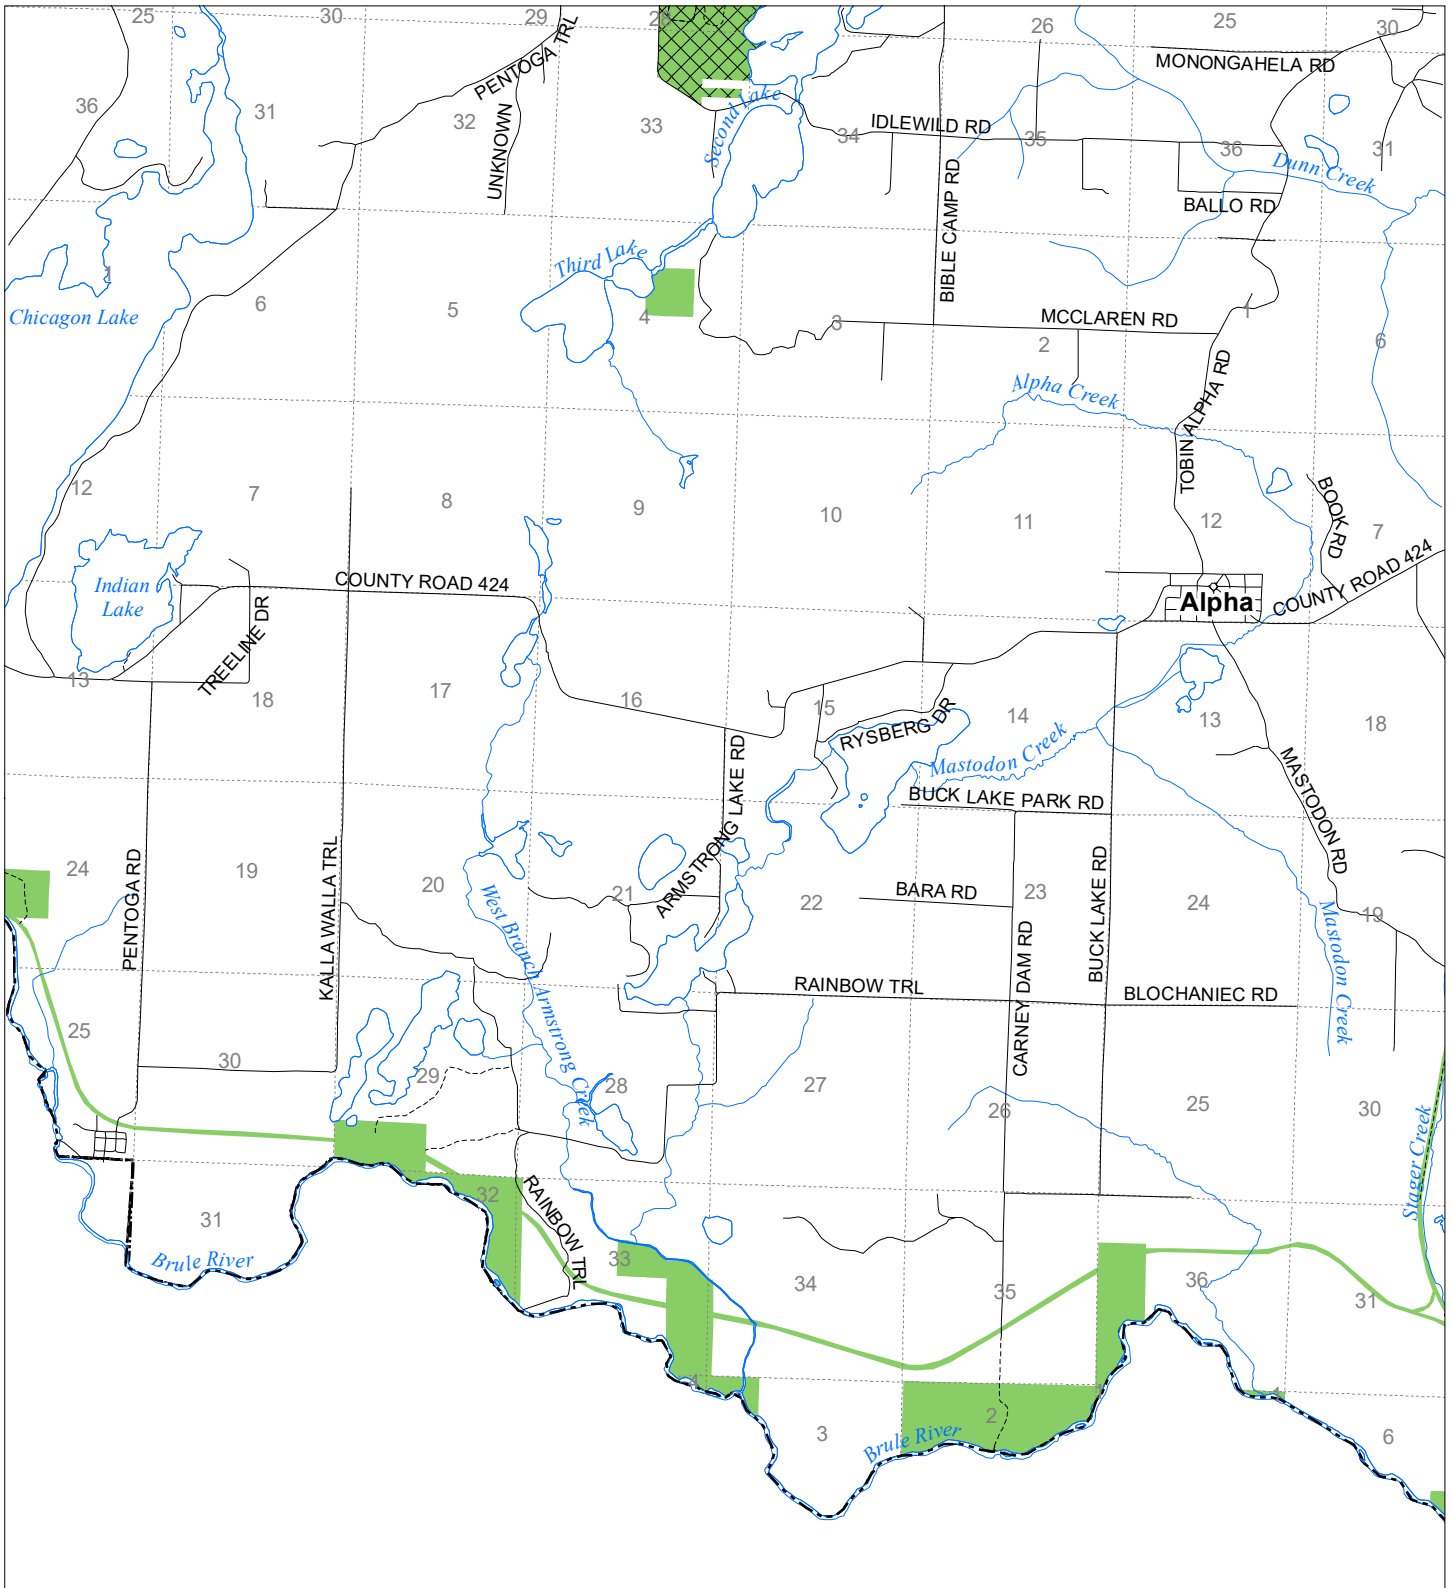 25
30
29
28
26
25
30
PENTOGA TRL
MONONGAHELA RD
36
31
32
33
34
35
36
31
UNKNOWN
Second Lake
IDLEWILD RD
Dunn Creek
BALLO RD
BIBLE CAMP RD
Third Lake
1
6
5
4
3
2
1
6
Chicagon Lake
MCCLAREN RD
Alpha Creek
TOBIN ALPHA RD
12
7
8
9
10
11
12
7
BOOK RD
COUNTY ROAD 424
Indian
Lake
COUNTY ROAD 424
Alpha
TREELINE DR
13
18
17
16
15
14
13
18
RYSBERG DR
Mastodon Creek
ARMSTRONG LAKE RD
BUCK LAKE PARK RD
MASTODON RD
24
19
20
21
22
23
24
19
PENTOGA RD
KALLA WALLA TRL
West Branch Armstrong Creek
BARA RD
CARNEY DAM RD
BUCK LAKE RD
Mastodon Creek
RAINBOW TRL
BLOCHANIEC RD
25
30
29
28
27
26
25
30
Stager Creek
31
32
33
34
35
36
31
RAINBOW TRL
Brule River
4
3
2
1
1
6
Brule River